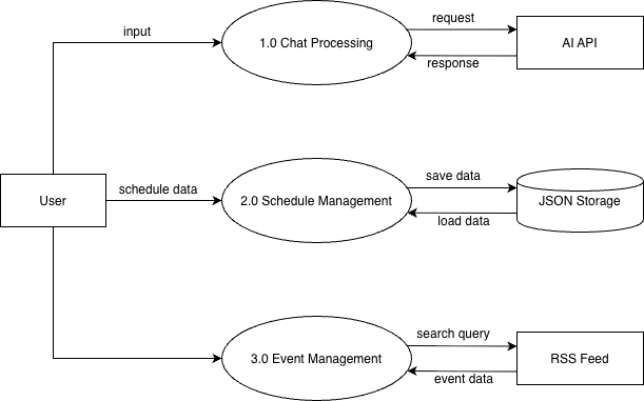 input
1.0 Chat Processing
request
response
AI API
User
schedule data
2.0 Schedule Management
save data
load data
JSON Storage
3.0 Event Management
search query
event data
RSS Feed